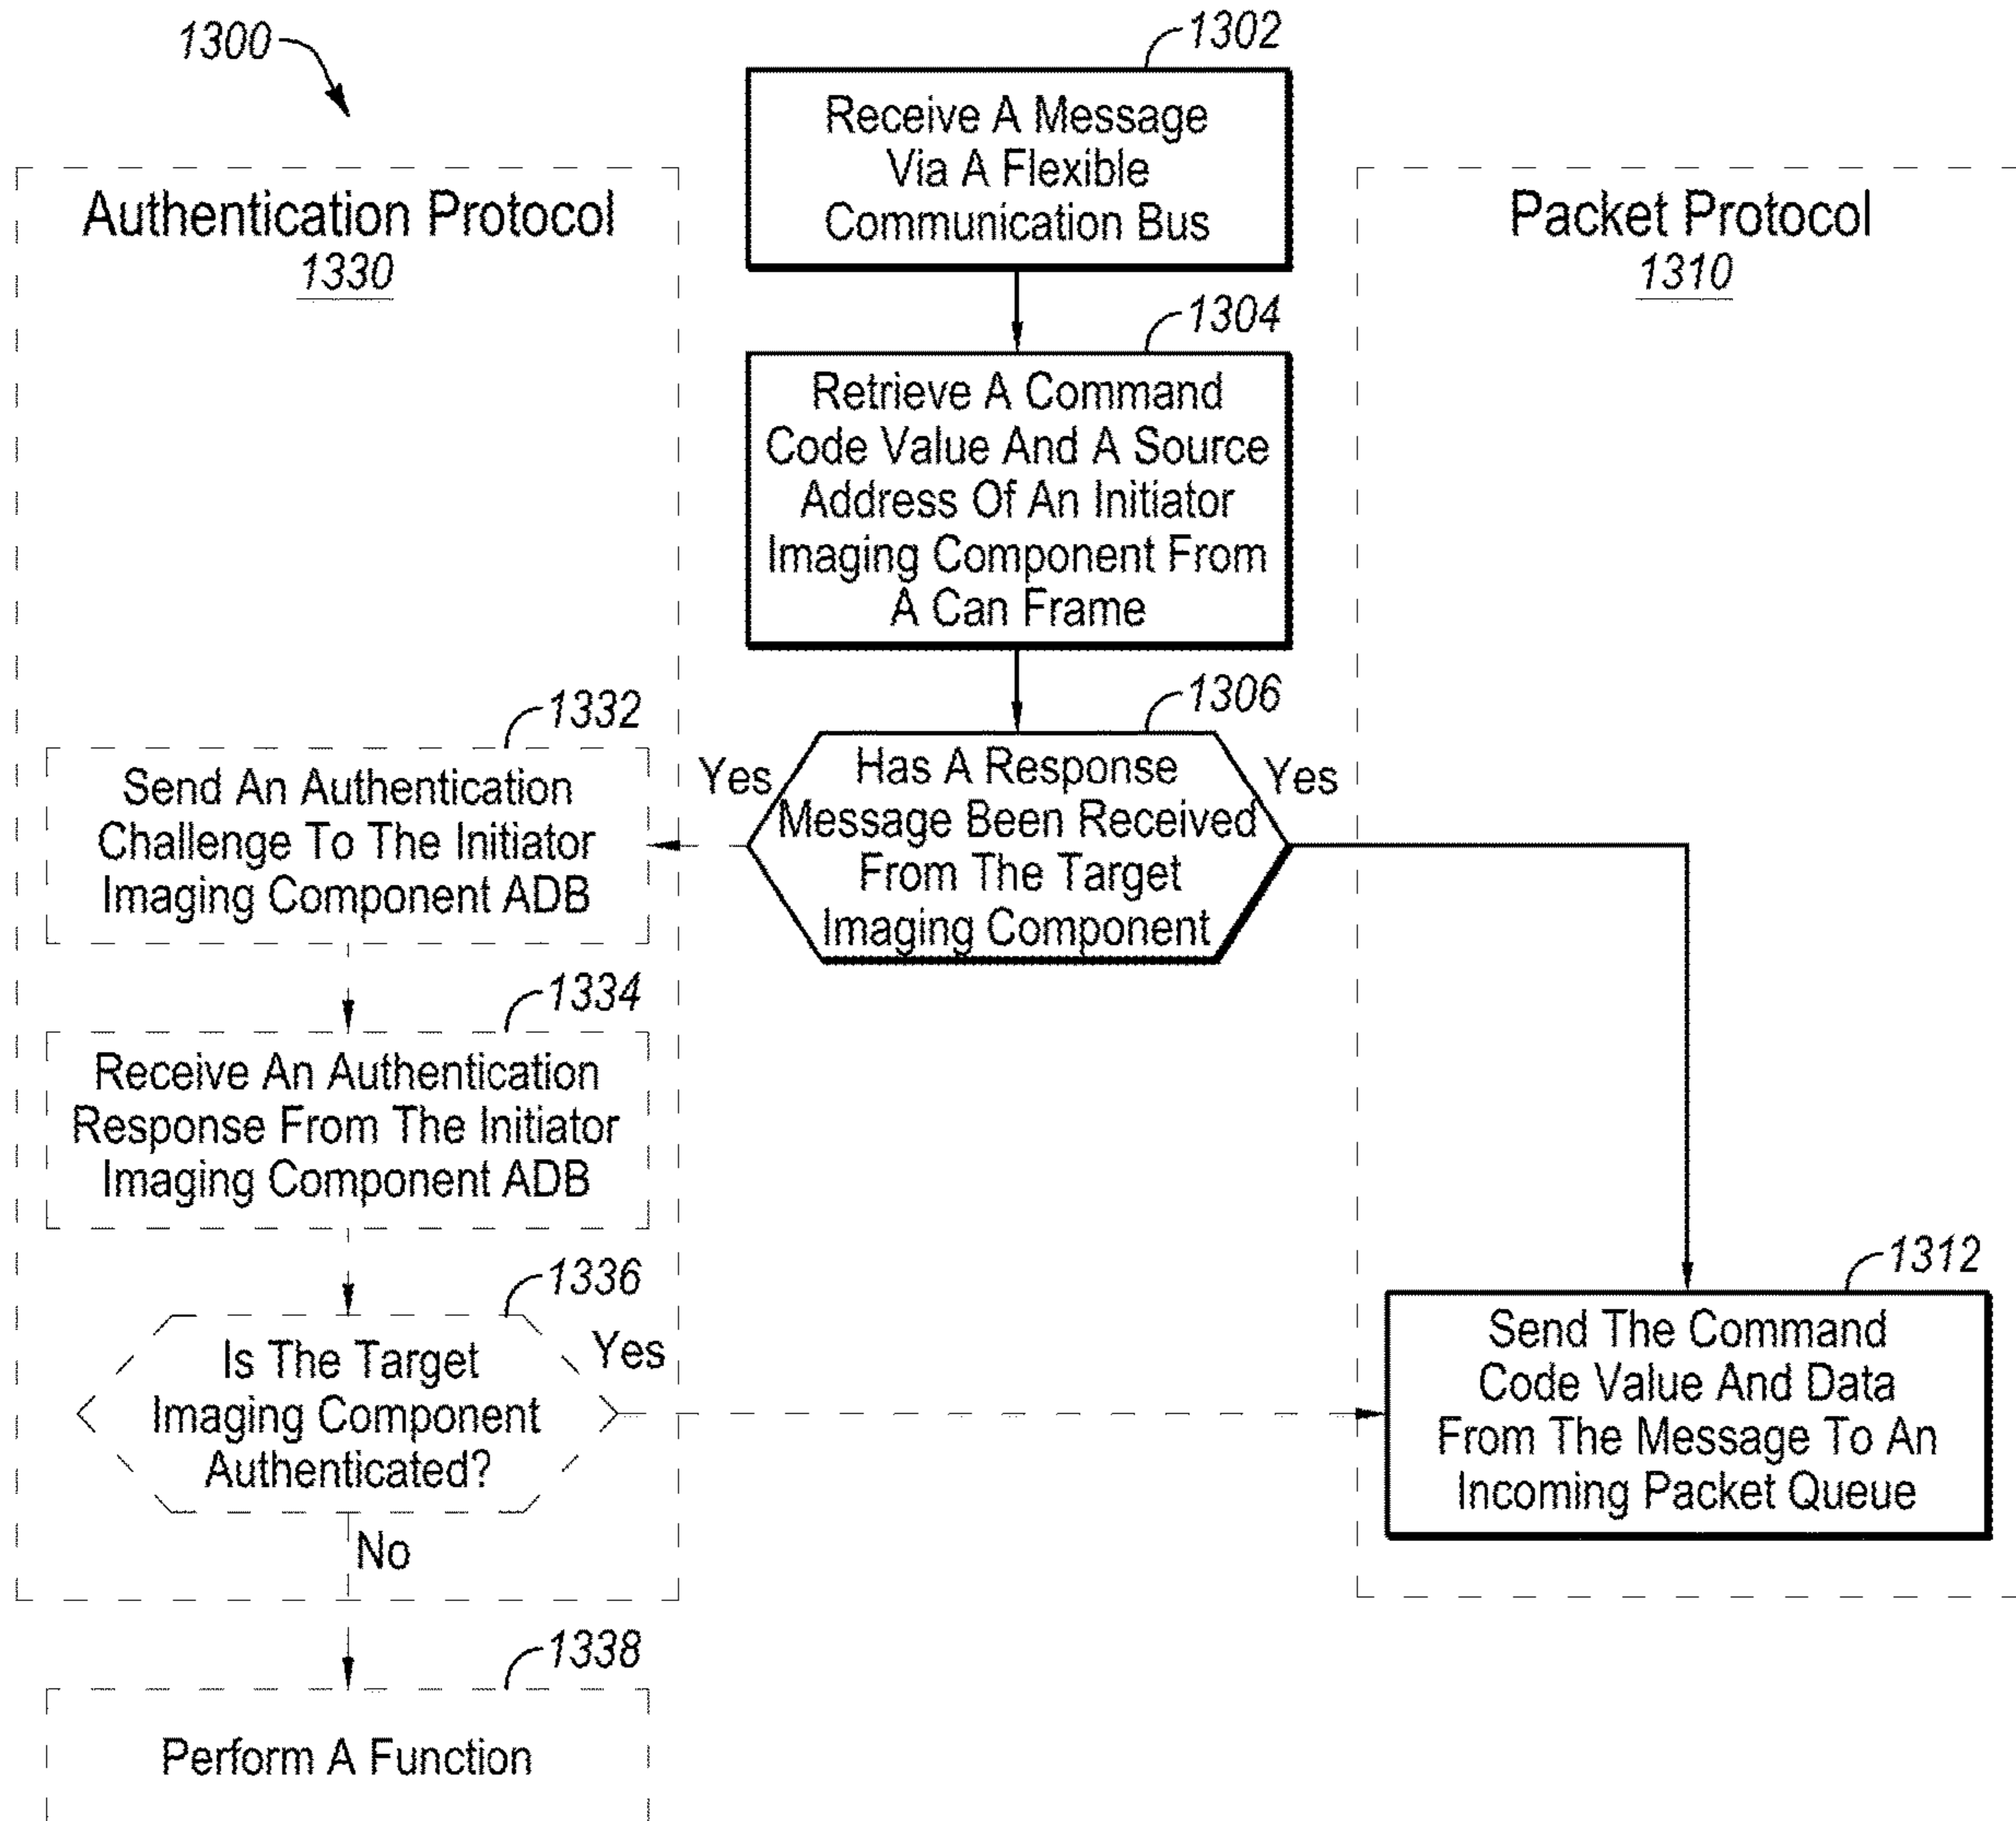 1300
1302
Receive A Message
Via A Flexible
Communication Bus
Authentication Protocol
1330
Packet Protocol
1310
1304
Retrieve A Command
Code Value And A Source
Address Of An Initiator
Imaging Component From
A Can Frame
1306
Has A Response
Message Been Received
From The Target
Imaging Component
Yes
Yes
1332
Send An Authentication
Challenge To The Initiator
Imaging Component ADB
1334
Receive An Authentication
Response From The Initiator
Imaging Component ADB
1336
Is The Target
Imaging Component
Authenticated?
Yes
No
1312
Send The Command
Code Value And Data
From The Message To An
Incoming Packet Queue
1338
Perform A Function